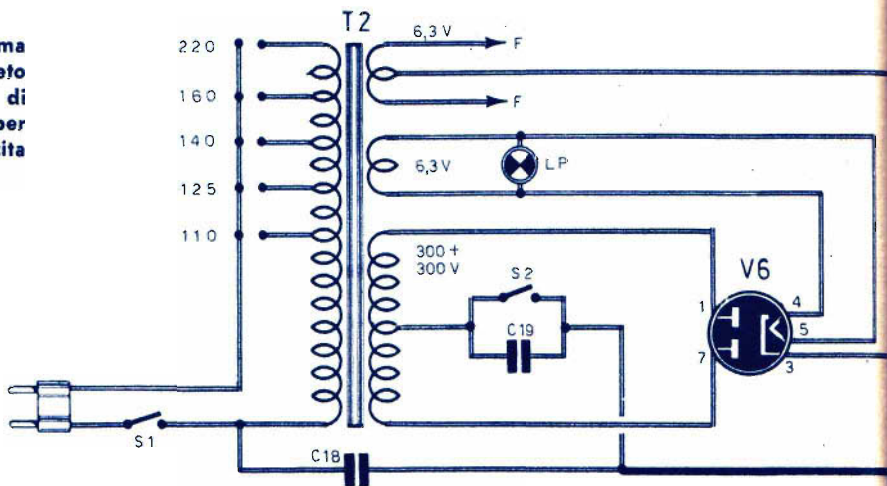 ma
eto
di
per
ita
T2
220
160
140
125
110
6,3 V
F
F
6,3 V
LP
300 +
300 V
S2
C19
V6
1
4
5
7
3
S1
C18